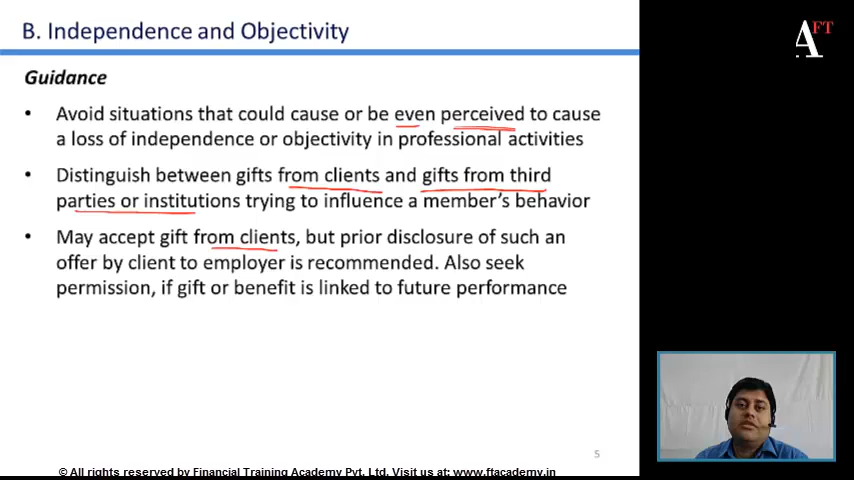 B. Independence and Objectivity
FT
A
Guidance
• Avoid situations that could cause or be even perceived to cause
a loss of independence or objectivity in professional activities
• Distinguish between gifts from clients and gifts from third
parties or institutions trying to influence a member's behavior
• May accept gift from clients, but prior disclosure of such an
offer by client to employer is recommended. Also seek
permission, if gift or benefit is linked to future performance
5
© All rights reserved by Financial Training Academy Pvt. Ltd. Visit us at: www.ftacademy.in